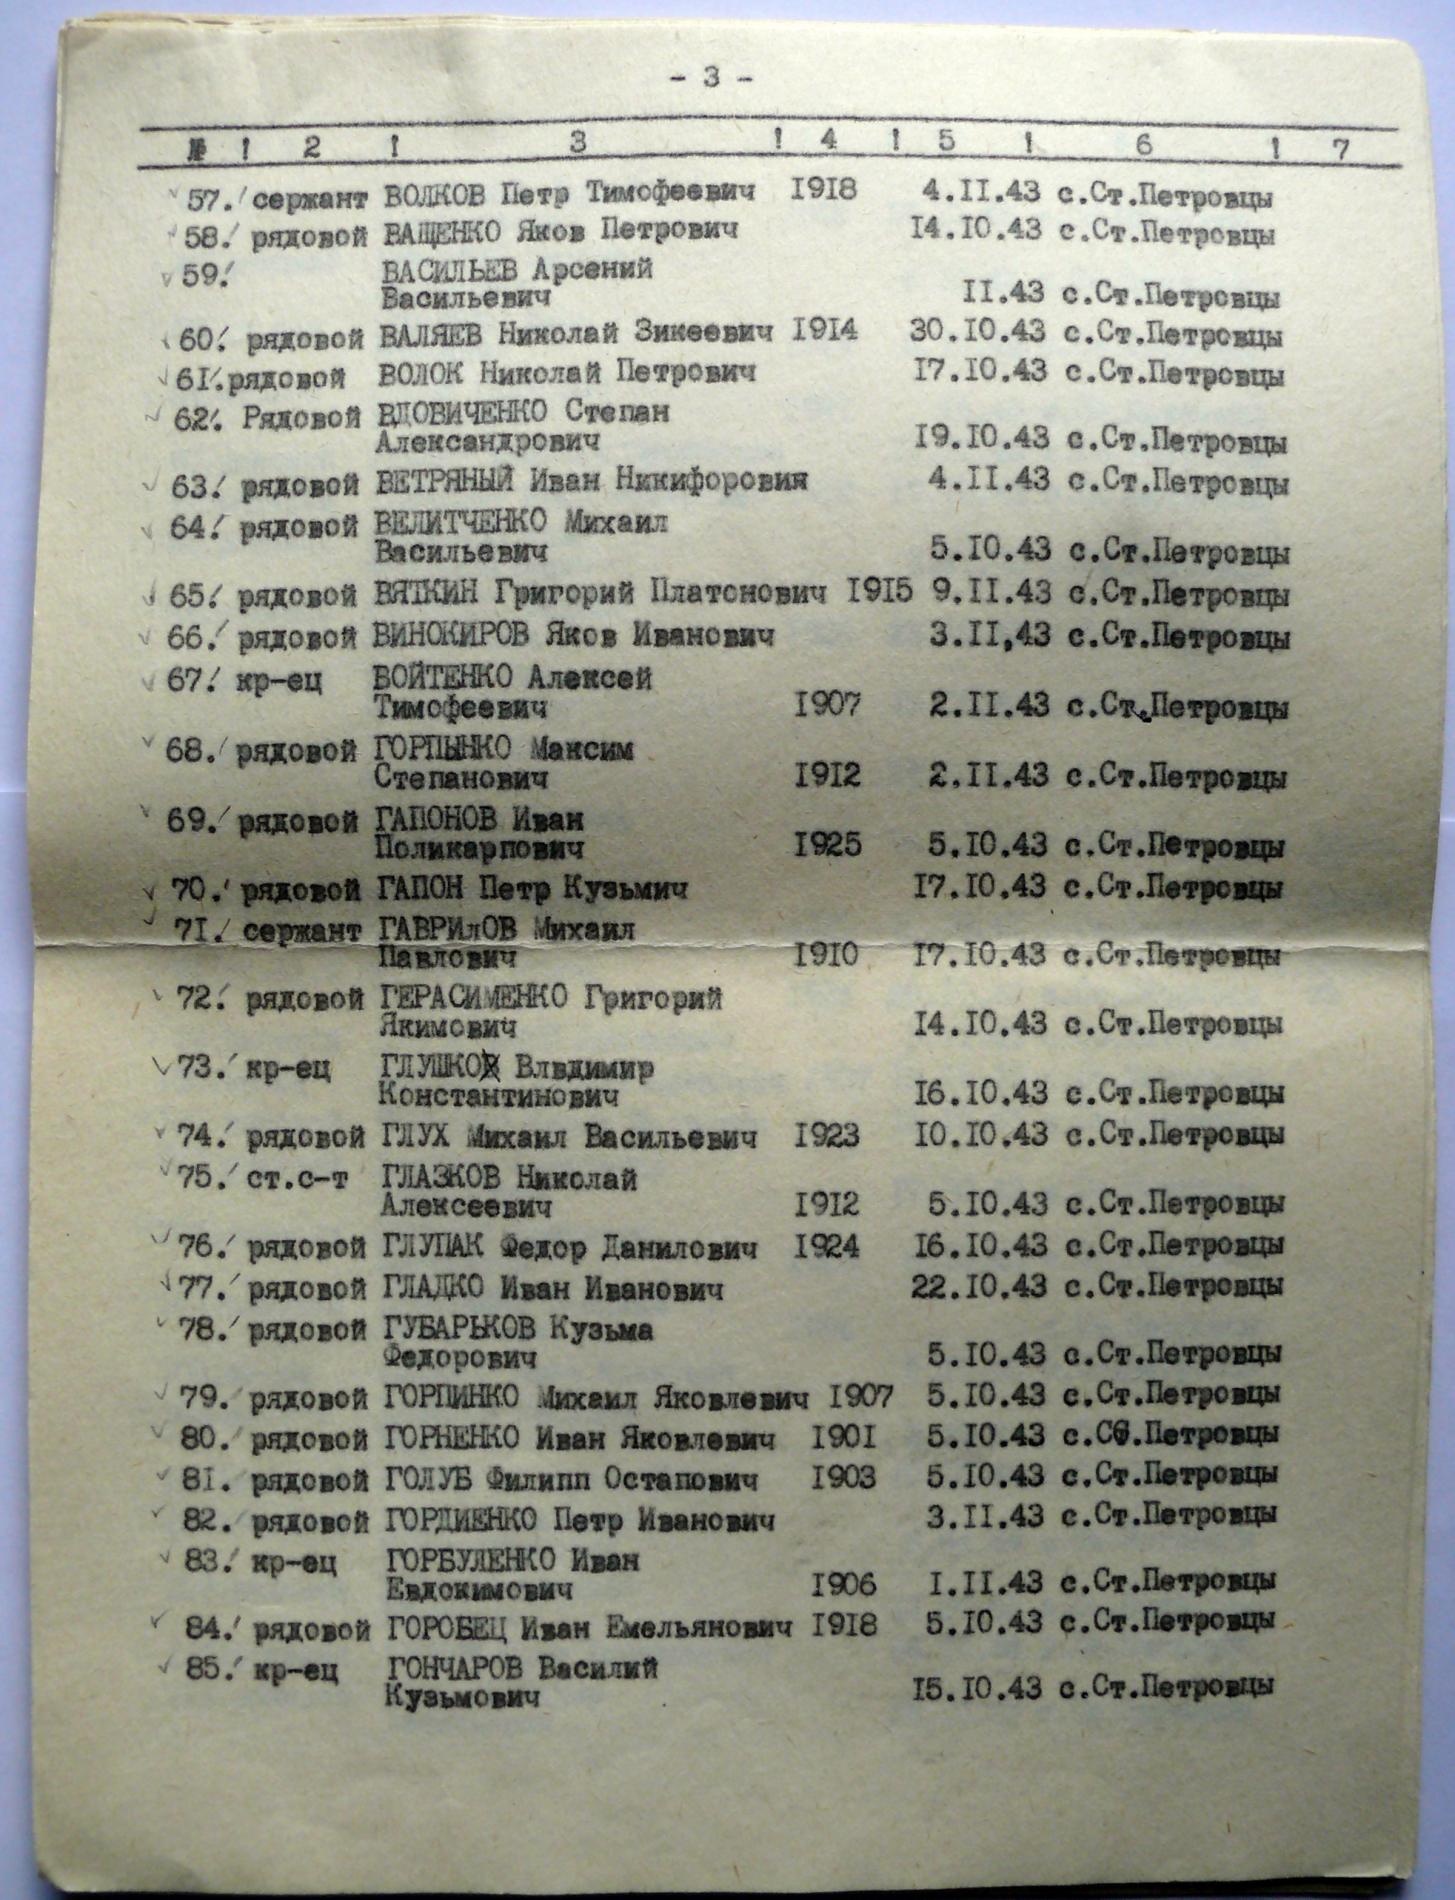 - 3 -
№ ! 2 ! 3 ! 4 ! 5 ! 6 ! 7
57. сержант ВОЛКОВ Петр Тимофеевич I9I8 4.II.43 с.Ст.Петровцы
58. рядовой ВАЩЕНКО Яков Петрович I4.I0.43 с.Ст.Петровцы
59. ВАСИЛЬЕВ Арсений
Васильевич II.43 с.Ст.Петровцы
60. рядовой ВАЛЯЕВ Николай Зикеевич I9I4 30.I0.43 с.Ст.Петровцы
6I. рядовой ВОЛОК Николай Петрович I7.I0.43 с.Ст.Петровцы
62. Рядовой ВДОВИЧЕНКО Степан
Александрович I9.I0.43 с.Ст.Петровцы
63. рядовой ВЕТРЯНЫЙ Иван Никифорович 4.II.43 с.Ст.Петровцы
64. рядовой ВЕЛИТЧЕНКО Михаил
Васильевич 5.I0.43 с.Ст.Петровцы
65. рядовой ВЯТКИН Григорий Платонович I9I5 9.II.43 с.Ст.Петровцы
66. рядовой ВИНОКИРОВ Яков Иванович 3.II,43 с.Ст.Петровцы
67. кр-ец ВОЙТЕНКО Алексей
Тимофеевич I907 2.II.43 с.Ст.Петровцы
68. рядовой ГОРПЫНКО Максим
Степанович I9I2 2.II.43 с.Ст.Петровцы
69. рядовой ГАПОНОВ Иван
Поликарпович I925 5.I0.43 с.Ст.Петровцы
70. рядовой ГАПОН Петр Кузьмич I7.I0.43 с.Ст.Петровцы
7I. сержант ГАВРИлОВ Михаил
Павлович I9I0 I7.I0.43 с.Ст.Петровцы
72. рядовой ГЕРАСИМЕНКО Григорий
Якимович I4.I0.43 с.Ст.Петровцы
73. кр-ец ГЛУШКО Влвдимир
Константинович I6.I0.43 с.Ст.Петровцы
74. рядовой ГЛУХ Михаил Васильевич I923 I0.I0.43 с.Ст.Петровцы
75. ст.с-т ГЛАЗКОВ Николай
Алексеевич I9I2 5.I0.43 с.Ст.Петровцы
76. рядовой ГЛУПАК Федор Данилович I924 I6.I0.43 с.Ст.Петровцы
77. рядовой ГЛАДКО Иван Иванович 22.I0.43 с.Ст.Петровцы
78. рядовой ГУБАРЬКОВ Кузьма
Федорович 5.I0.43 с.Ст.Петровцы
79. рядовой ГОРПИНКО Михаил Яковлевич I907 5.I0.43 с.Ст.Петровцы
80. рядовой ГОРНЕНКО Иван Яковлевич I90I 5.I0.43 с.Ст.Петровцы
8I. рядовой ГОЛУБ Филипп Остапович I903 5.I0.43 с.Ст.Петровцы
82. рядовой ГОРДИЕНКО Петр Иванович 3.II.43 с.Ст.Петровцы
83. кр-ец ГОРБУЛЕНКО Иван
Евдокимович I906 I.II.43 с.Ст.Петровцы
84. рядовой ГОРОБЕЦ Иван Емельянович I9I8 5.I0.43 с.Ст.Петровцы
85. кр-ец ГОНЧАРОВ Василий
Кузьмович I5.I0.43 с.Ст.Петровцы